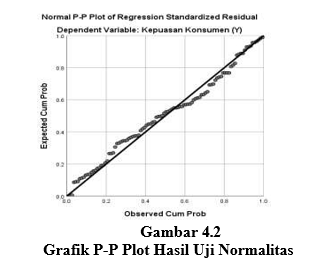 Normal P-P Plot of Regression Standardized Residual
Dependent Variable: Kepuasan Konsumen (Y)
Expected Cum Prob
1.0
0.8
0.6
0.4
0.2
0.0
0.0 0.2 0.4 0.6 0.8 1.0
Observed Cum Prob
Gambar 4.2
Grafik P-P Plot Hasil Uji Normalitas